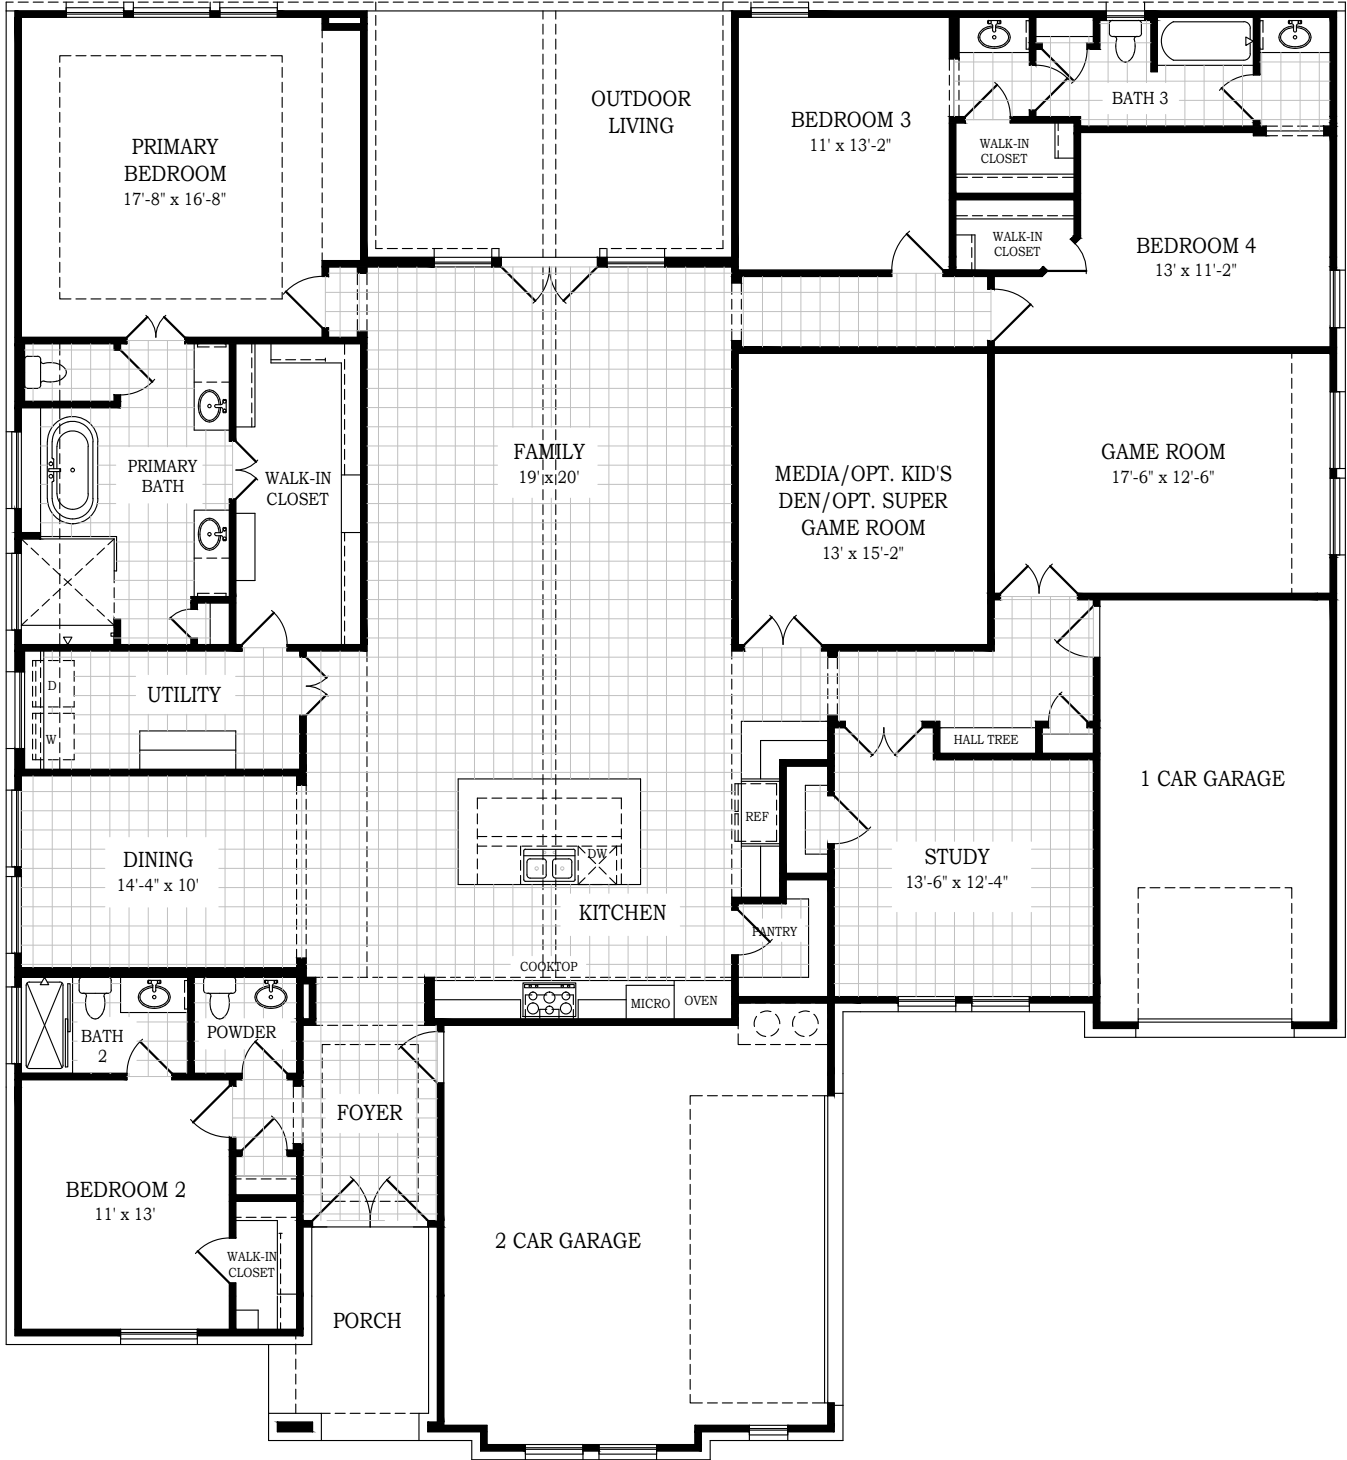 OUTDOOR
LIVING
BEDROOM 3
11' x 13'-2"
BATH 3
PRIMARY
BEDROOM
17'-8" x 16'-8"
WALK-IN
CLOSET
WALK-IN
CLOSET
BEDROOM 4
13' x 11'-2"
PRIMARY
BATH
WALK-IN
CLOSET
FAMILY
19' x 20'
MEDIA/OPT. KID'S
DEN/OPT. SUPER
GAME ROOM
13' x 15'-2"
GAME ROOM
17'-6" x 12'-6"
D
W
UTILITY
HALL TREE
1 CAR GARAGE
DINING
14'-4" x 10'
REF
DW
STUDY
13'-6" x 12'-4"
KITCHEN
PANTRY
COOKTOP
MICRO
OVEN
BATH
2
POWDER
FOYER
BEDROOM 2
11' x 13'
WALK-IN
CLOSET
2 CAR GARAGE
PORCH